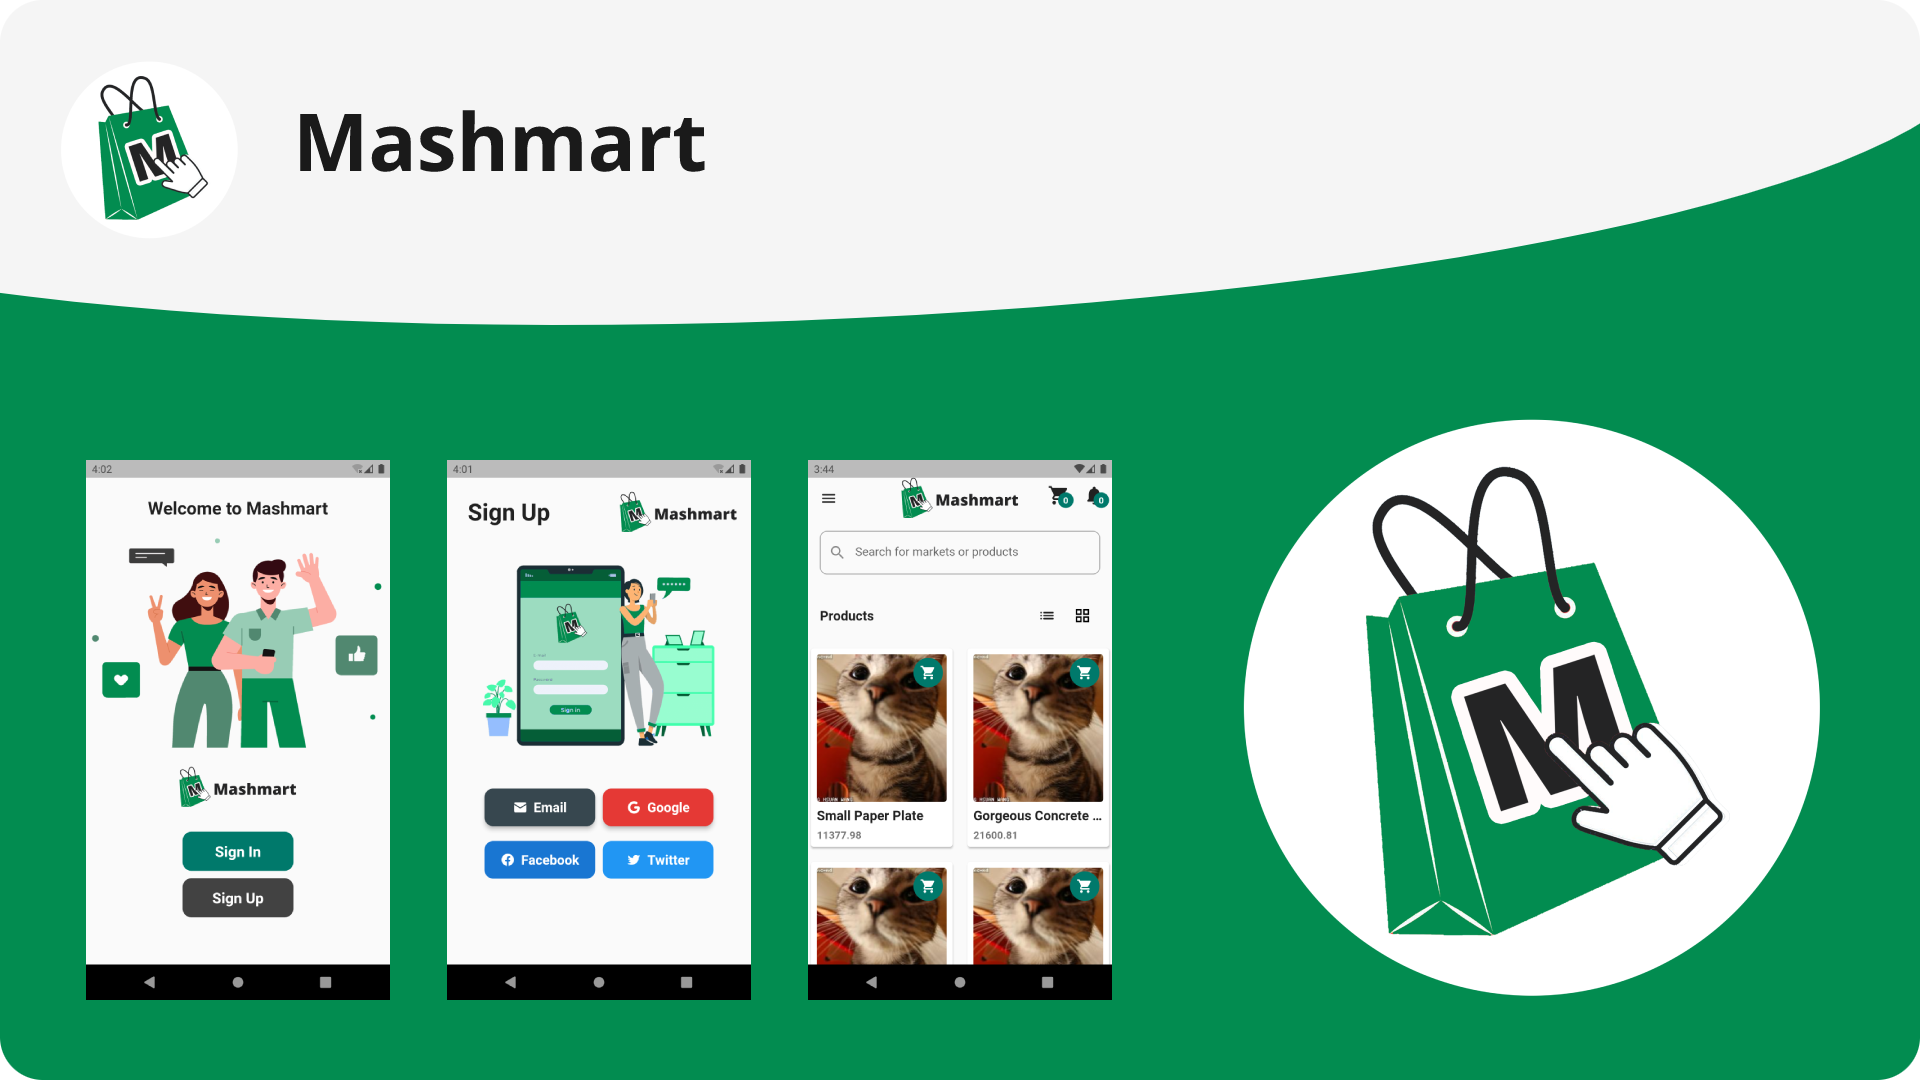 Mashmart
M
4:02
Welcome to Mashmart
Mashmart
Sign In
Sign Up
4:01
Sign Up
Mashmart
M
Sign in
Email
Google
Facebook
Twitter
3:44
Mashmart
0
0
Search for markets or products
Products
Small Paper Plate
11377.98
Gorgeous Concrete ...
21600.81
M